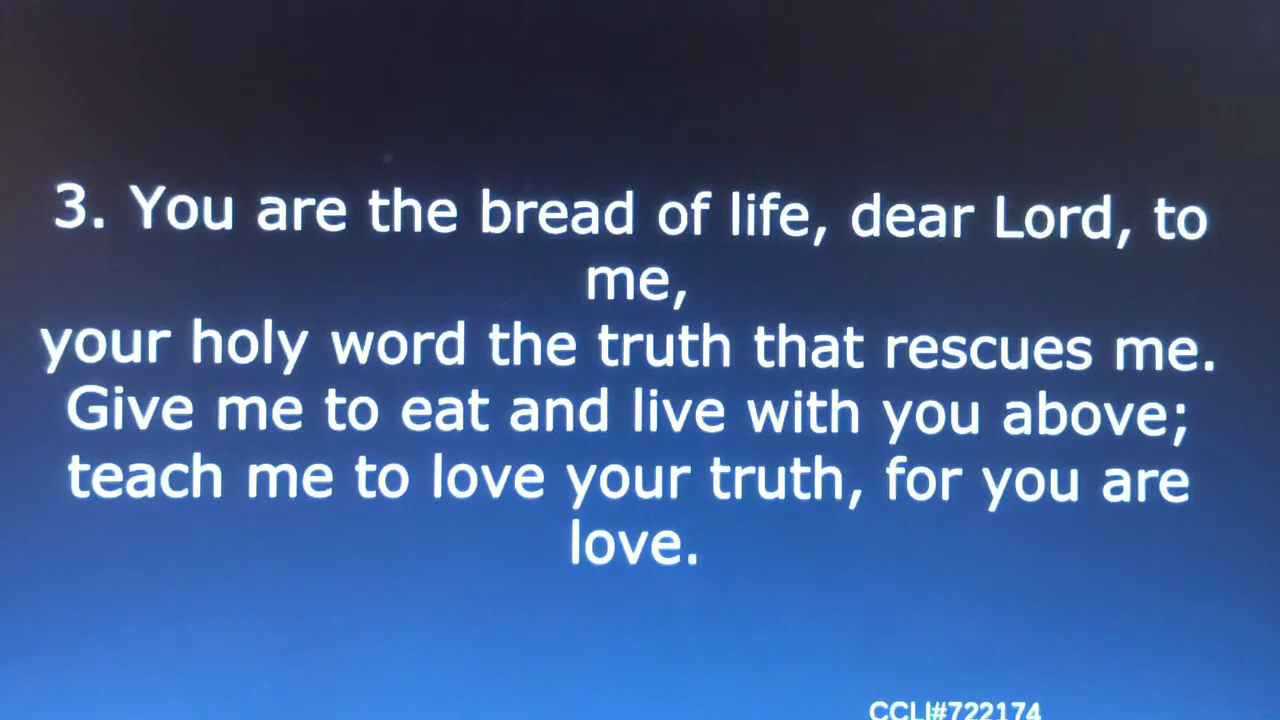 3. You are the bread of life, dear Lord, to
me,
your holy word the truth that rescues me.
Give me to eat and live with you above;
teach me to love your truth, for you are
love.
CCLI#722174